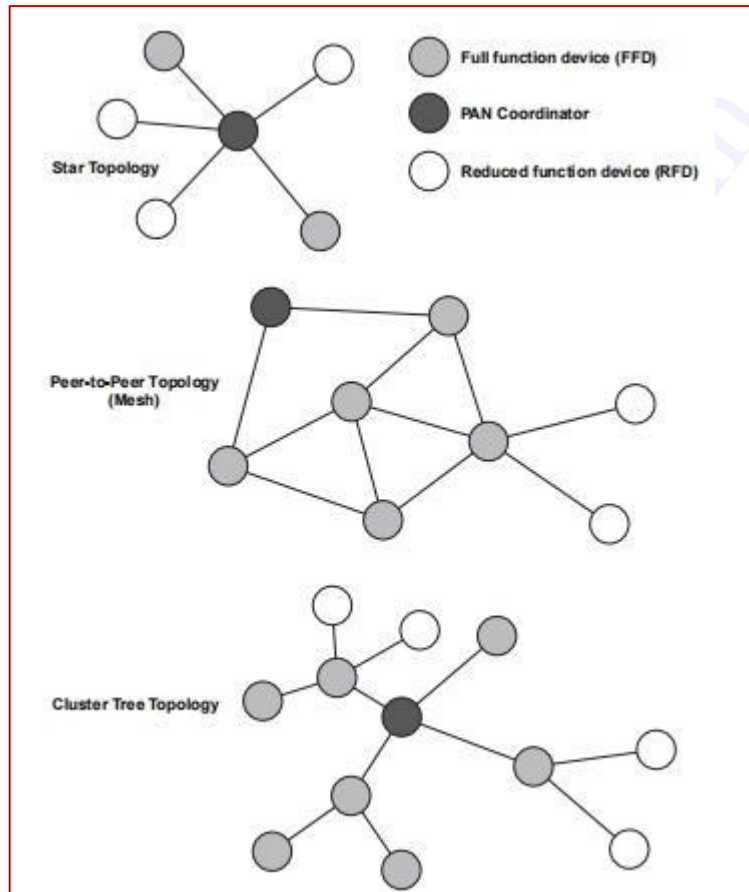 Full function device (FFD)
PAN Coordinator
Star Topology
Reduced function device (RFD)
Peer-to-Peer Topology
(Mesh)
Cluster Tree Topology